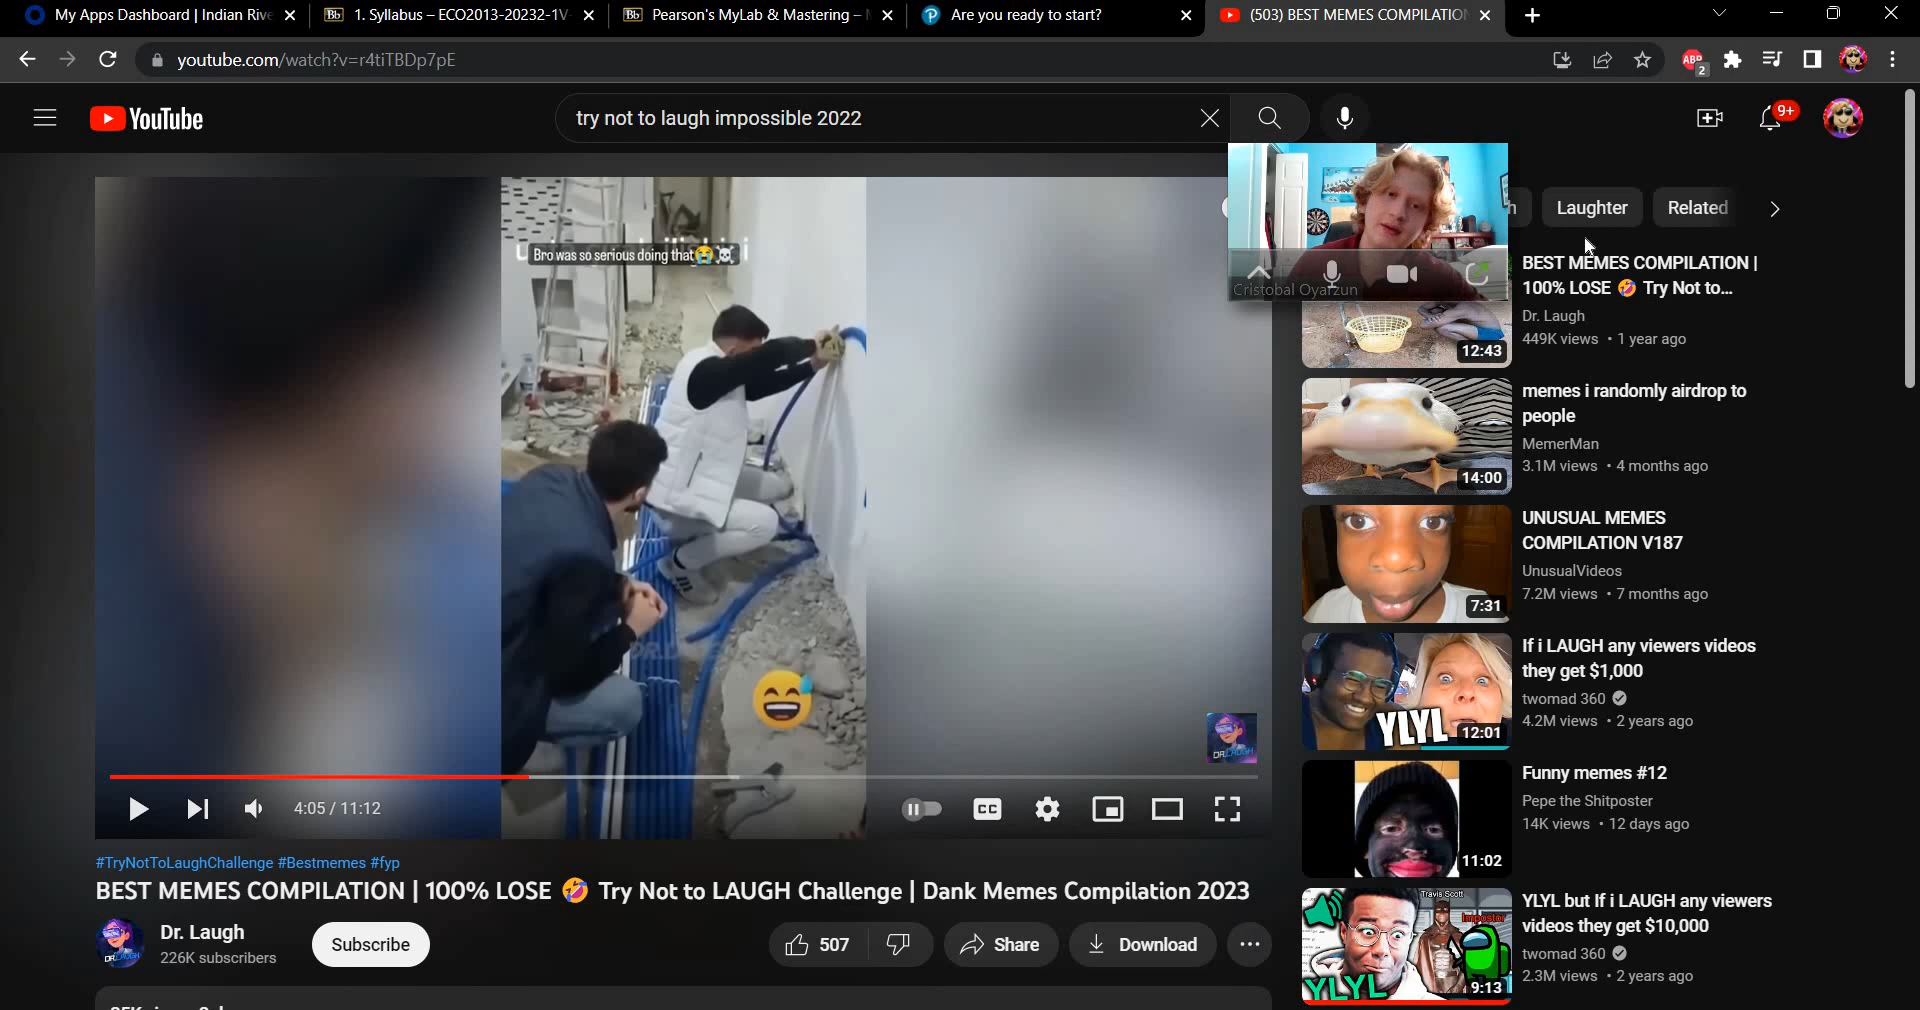 My Apps Dashboard | Indian Rive
1. Syllabus – ECO2013-20232-1V
Pearson's MyLab & Mastering –
Are you ready to start?
(503) BEST MEMES COMPILATION
youtube.com/watch?v=r4tiTBDp7pE
ABP
2
YouTube
try not to laugh impossible 2022
9+
Laughter
Related
Bro was so serious doing that😭☠
Cristobal Oyarzun
DR.LAUGH
4:05 / 11:12
CC
#TryNotToLaughChallenge #Bestmemes #fyp
BEST MEMES COMPILATION | 100% LOSE 🤣 Try Not to LAUGH Challenge | Dank Memes Compilation 2023
Dr. Laugh
226K subscribers
Subscribe
507
Share
Download
BEST MEMES COMPILATION |
100% LOSE 🤣 Try Not to...
Dr. Laugh
449K views • 1 year ago
12:43
memes i randomly airdrop to
people
MemerMan
3.1M views • 4 months ago
14:00
UNUSUAL MEMES
COMPILATION V187
UnusualVideos
7.2M views • 7 months ago
7:31
If i LAUGH any viewers videos
they get $1,000
twomad 360
4.2M views • 2 years ago
YLYL
12:01
Funny memes #12
Pepe the Shitposter
14K views • 12 days ago
11:02
YLYL but If i LAUGH any viewers
videos they get $10,000
twomad 360
2.3M views • 2 years ago
Travis Scott
Impostor
YLYL
9:13